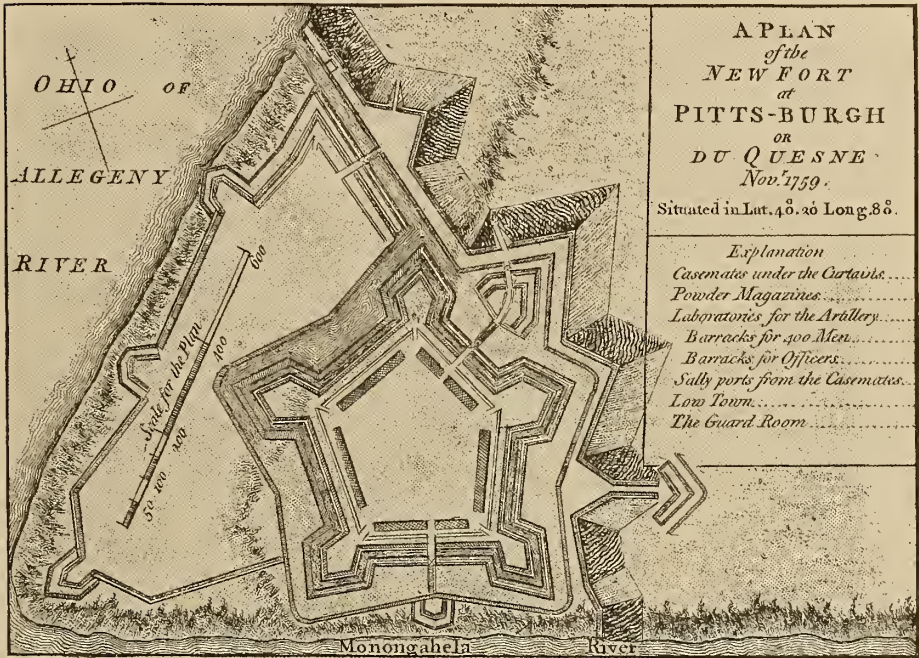 OHIO OF
ALLEGENY
RIVER
A PLAN
of the
NEW FORT
at
PITTS-BURGH
OR
DU QUESNE
Novr. 1759.
Situated in Lat. 40°. 26' Long. 80°.
Explanation
Casemates under the Curtains.....
Powder Magazines.....
Laboratories for the Artillery.....
Barracks for 400 Men.....
Barracks for Officers.....
Sally ports from the Casemates.....
Low Town.....
The Guard Room.....
Scale for the Plan
50 100 200 400 600
Monongahela River